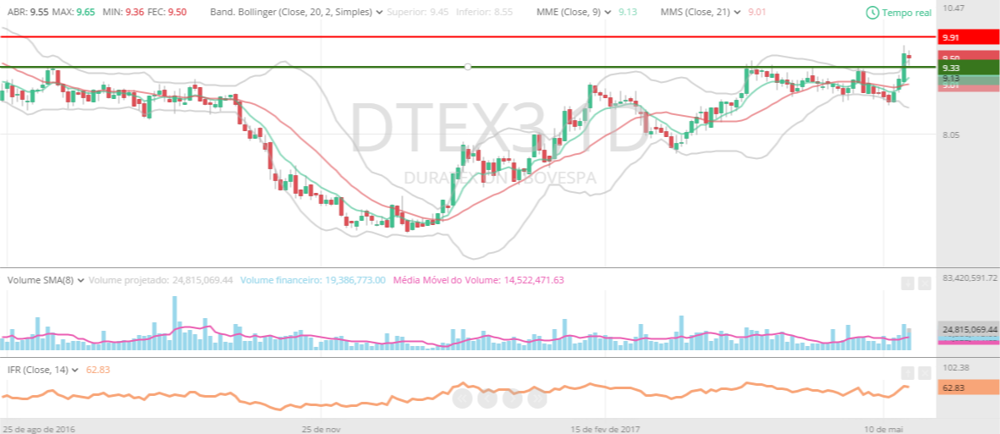 ABR: 9.55 MAX: 9.65 MIN: 9.36 FEC: 9.50 Band. Bollinger (Close, 20, 2, Simples) Superior: 9.45 Inferior: 8.55 MME (Close, 9) 9.13 MMS (Close, 21) 9.01 Tempo real
10.47
9.91
9.50
9.33
9.13
9.01
DTEX3, 1D
8.05
Volume SMA(8) Volume projetado: 24,815,069.44 Volume financeiro: 19,386,773.00 Média Móvel do Volume: 14,522,471.63
83,420,591.72
24,815,069.44
IFR (Close, 14) 62.83
102.38
62.83
25 de ago de 2016 25 de nov 15 de fev de 2017 10 de mai